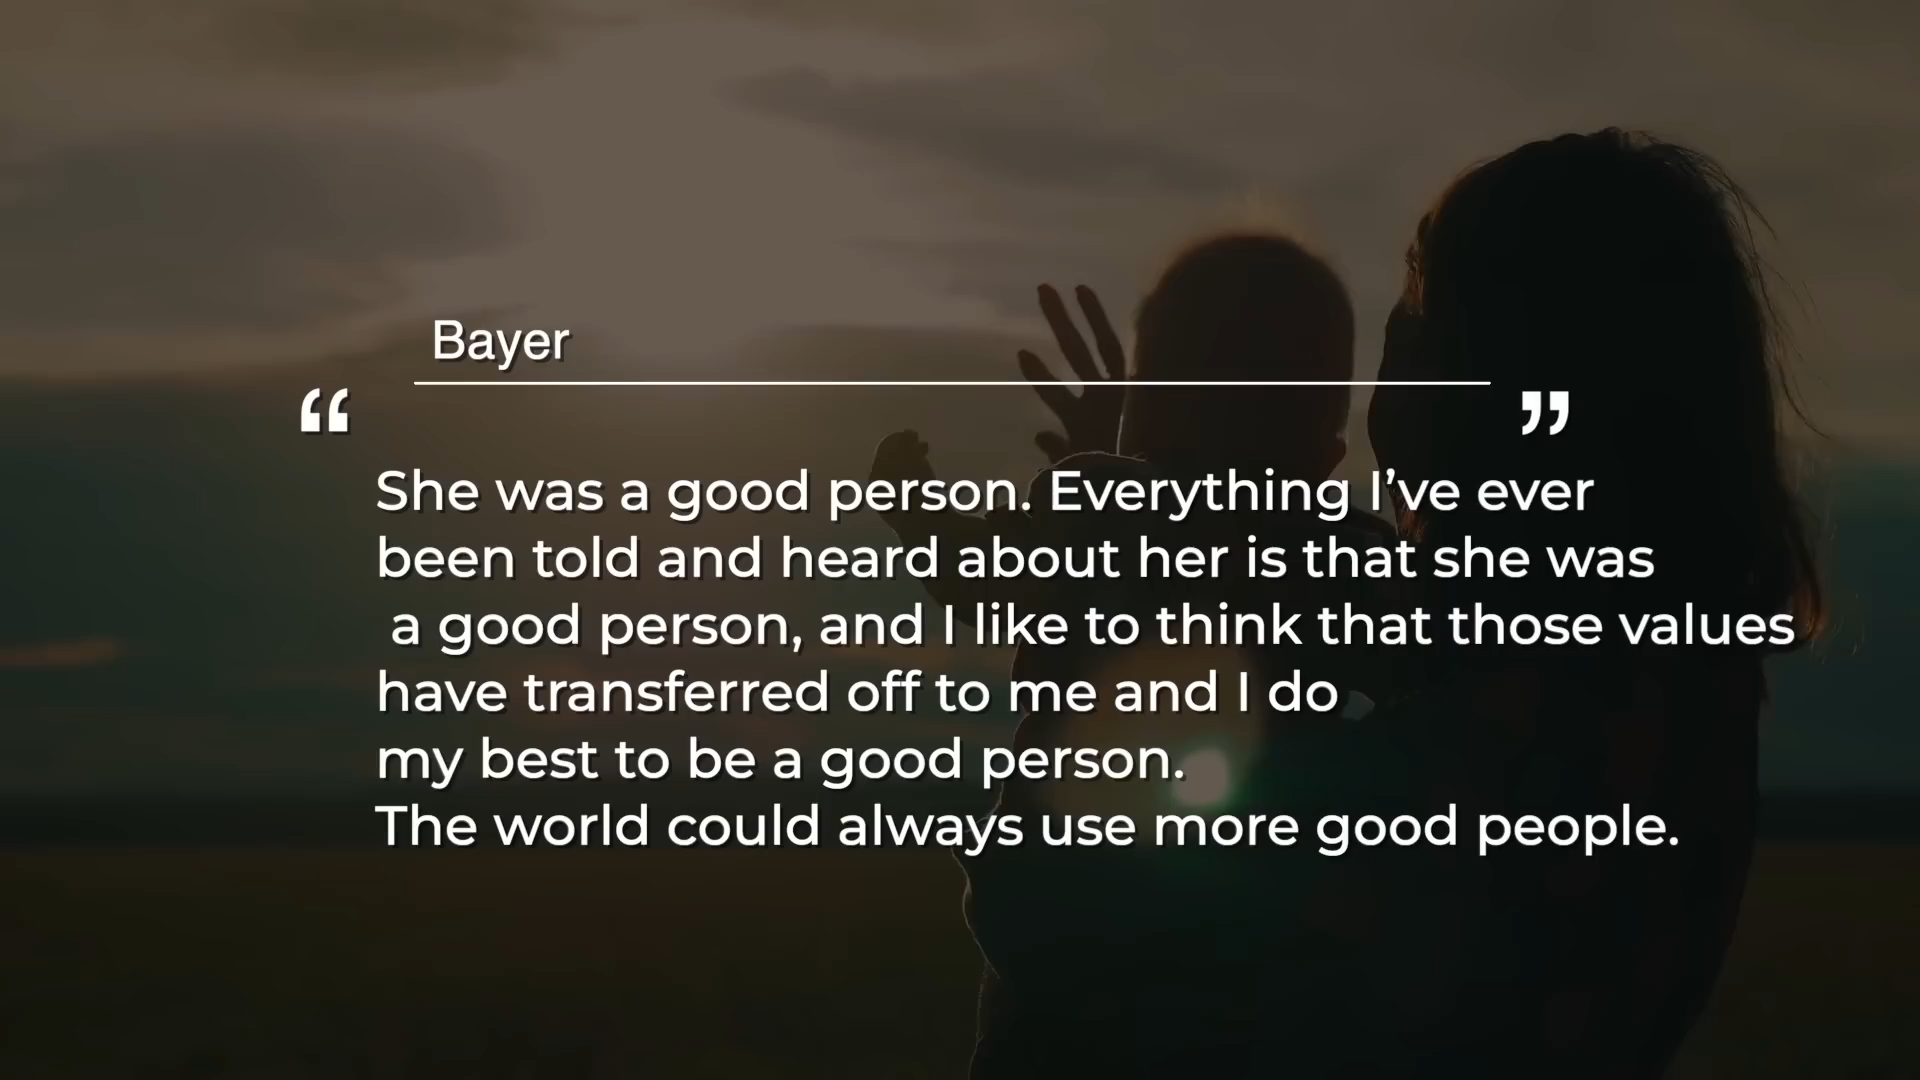 Bayer
“ ”
She was a good person. Everything I’ve ever
been told and heard about her is that she was
a good person, and I like to think that those values
have transferred off to me and I do
my best to be a good person.
The world could always use more good people.